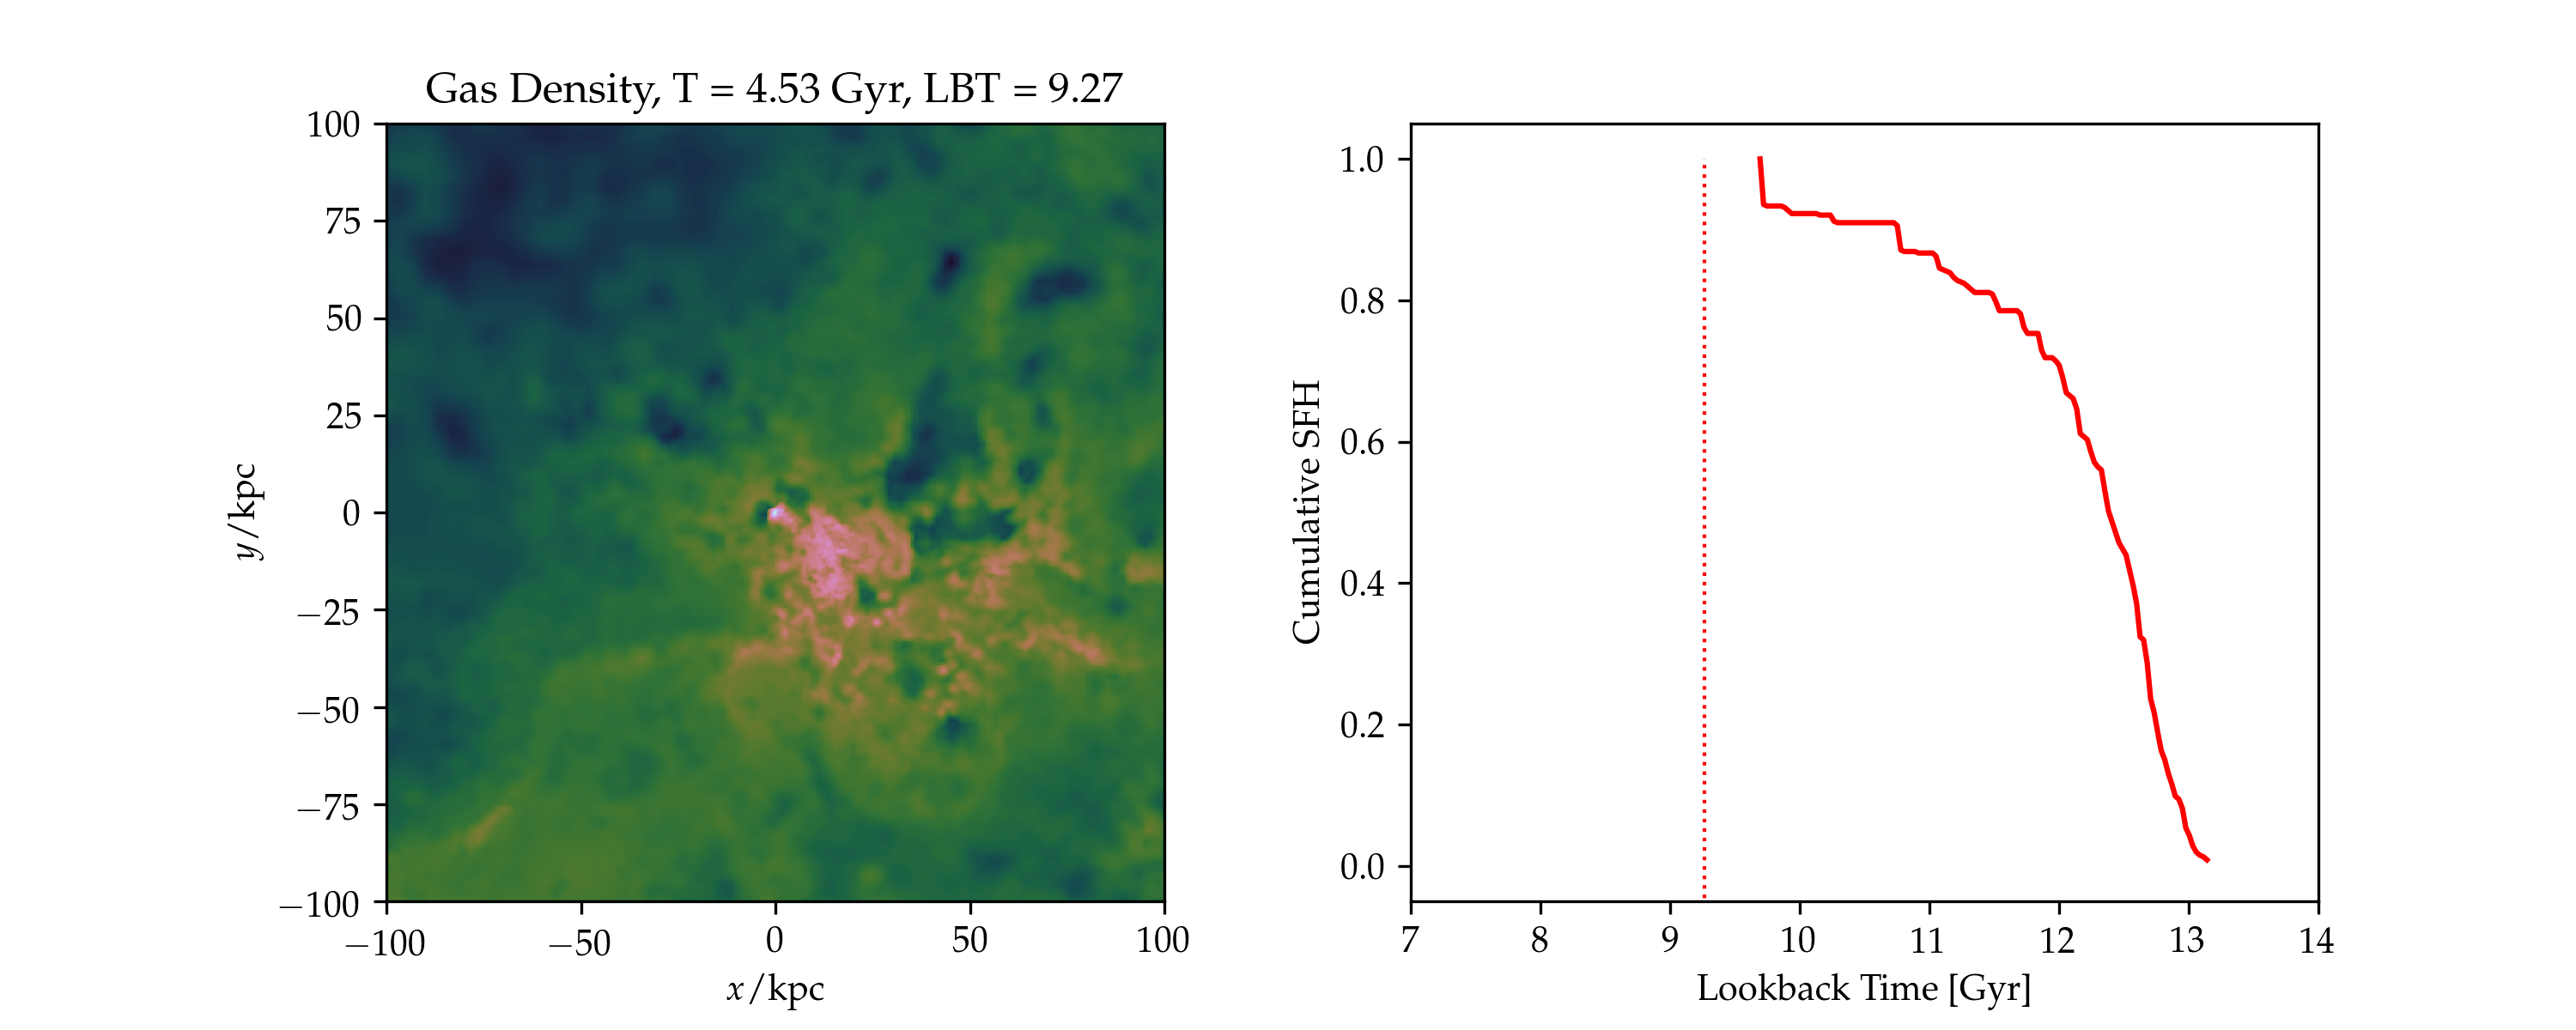 Gas Density, T = 4.53 Gyr, LBT = 9.27
100
75
50
25
0
−25
−50
−75
−100
y/kpc
−100 −50 0 50 100
x/kpc
1.0
0.8
0.6
0.4
0.2
0.0
Cumulative SFH
7 8 9 10 11 12 13 14
Lookback Time [Gyr]